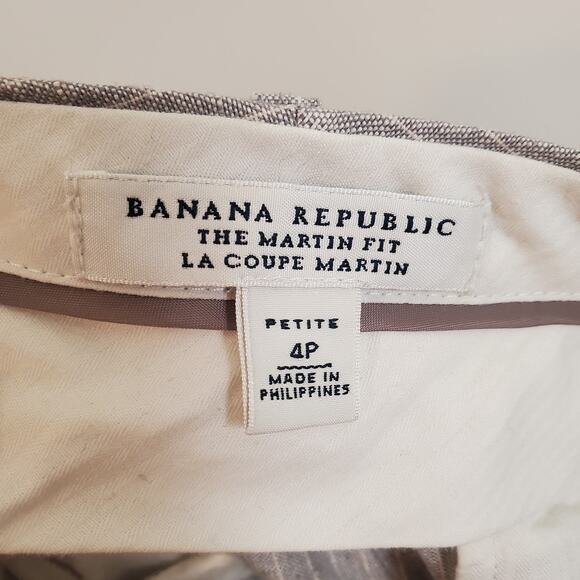 BANANA REPUBLIC
THE MARTIN FIT
LA COUPE MARTIN
PETITE
4P
MADE IN
PHILIPPINES